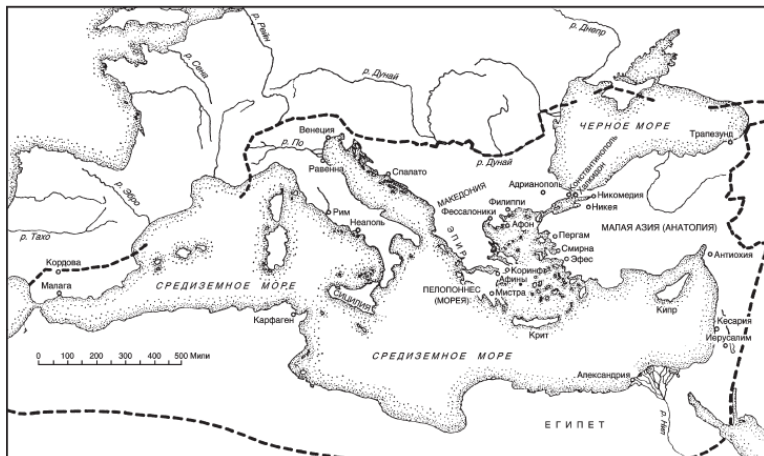 р. Днепр
р. Рейн
р. Сена
р. Дунай
ЧЕРНОЕ МОРЕ
Венеция
р. По
Трапезунд
р. Дунай
Равенна
Спалато
Константинополь
Халкидон
Адрианополь
МАКЕДОНИЯ
Никомедия
р. Эбро
Филиппи
Фессалоники
Никея
Рим
Афон
МАЛАЯ АЗИЯ (АНАТОЛИЯ)
Неаполь
р. Тахо
ЭПИР
Пергам
Смирна
Антиохия
Кордова
Эфес
Коринф
Афины
СРЕДИЗЕМНОЕ МОРЕ
Малага
ПЕЛОПОННЕС
(МОРЕЯ)
Мистра
СИЦИЛИЯ
Кипр
Карфаген
Кесария
Крит
Иерусалим
СРЕДИЗЕМНОЕ МОРЕ
0 100 200 300 400 500 Мили
Александрия
р. Нил
ЕГИПЕТ